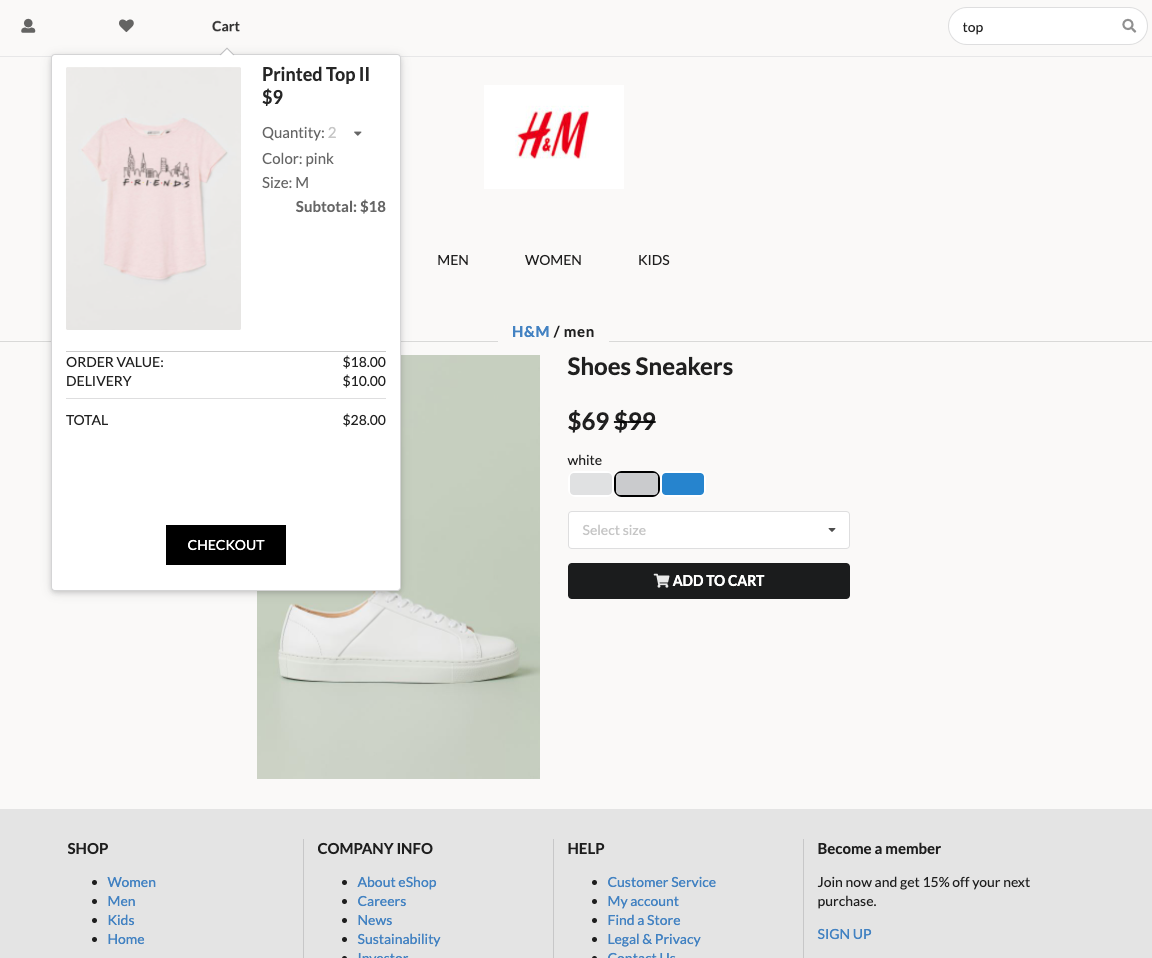 Cart
top
Printed Top II
$9
Quantity: 2
Color: pink
Size: M
Subtotal: $18
FRIENDS
ORDER VALUE: $18.00
DELIVERY $10.00
TOTAL $28.00
CHECKOUT
H&M
MEN WOMEN KIDS
H&M / men
Shoes Sneakers
$69 $99
white
Select size
ADD TO CART
SHOP
Women
Men
Kids
Home
COMPANY INFO
About eShop
Careers
News
Sustainability
Investor
HELP
Customer Service
My account
Find a Store
Legal & Privacy
Contact Us
Become a member
Join now and get 15% off your next
purchase.
SIGN UP